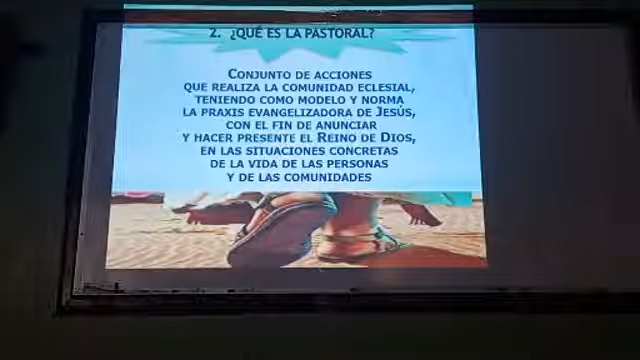 2. ¿QUÉ ES LA PASTORAL?
CONJUNTO DE ACCIONES
QUE REALIZA LA COMUNIDAD ECLESIAL,
TENIENDO COMO MODELO Y NORMA
LA PRAXIS EVANGELIZADORA DE JESÚS,
CON EL FIN DE ANUNCIAR
Y HACER PRESENTE EL REINO DE DIOS,
EN LAS SITUACIONES CONCRETAS
DE LA VIDA DE LAS PERSONAS
Y DE LAS COMUNIDADES